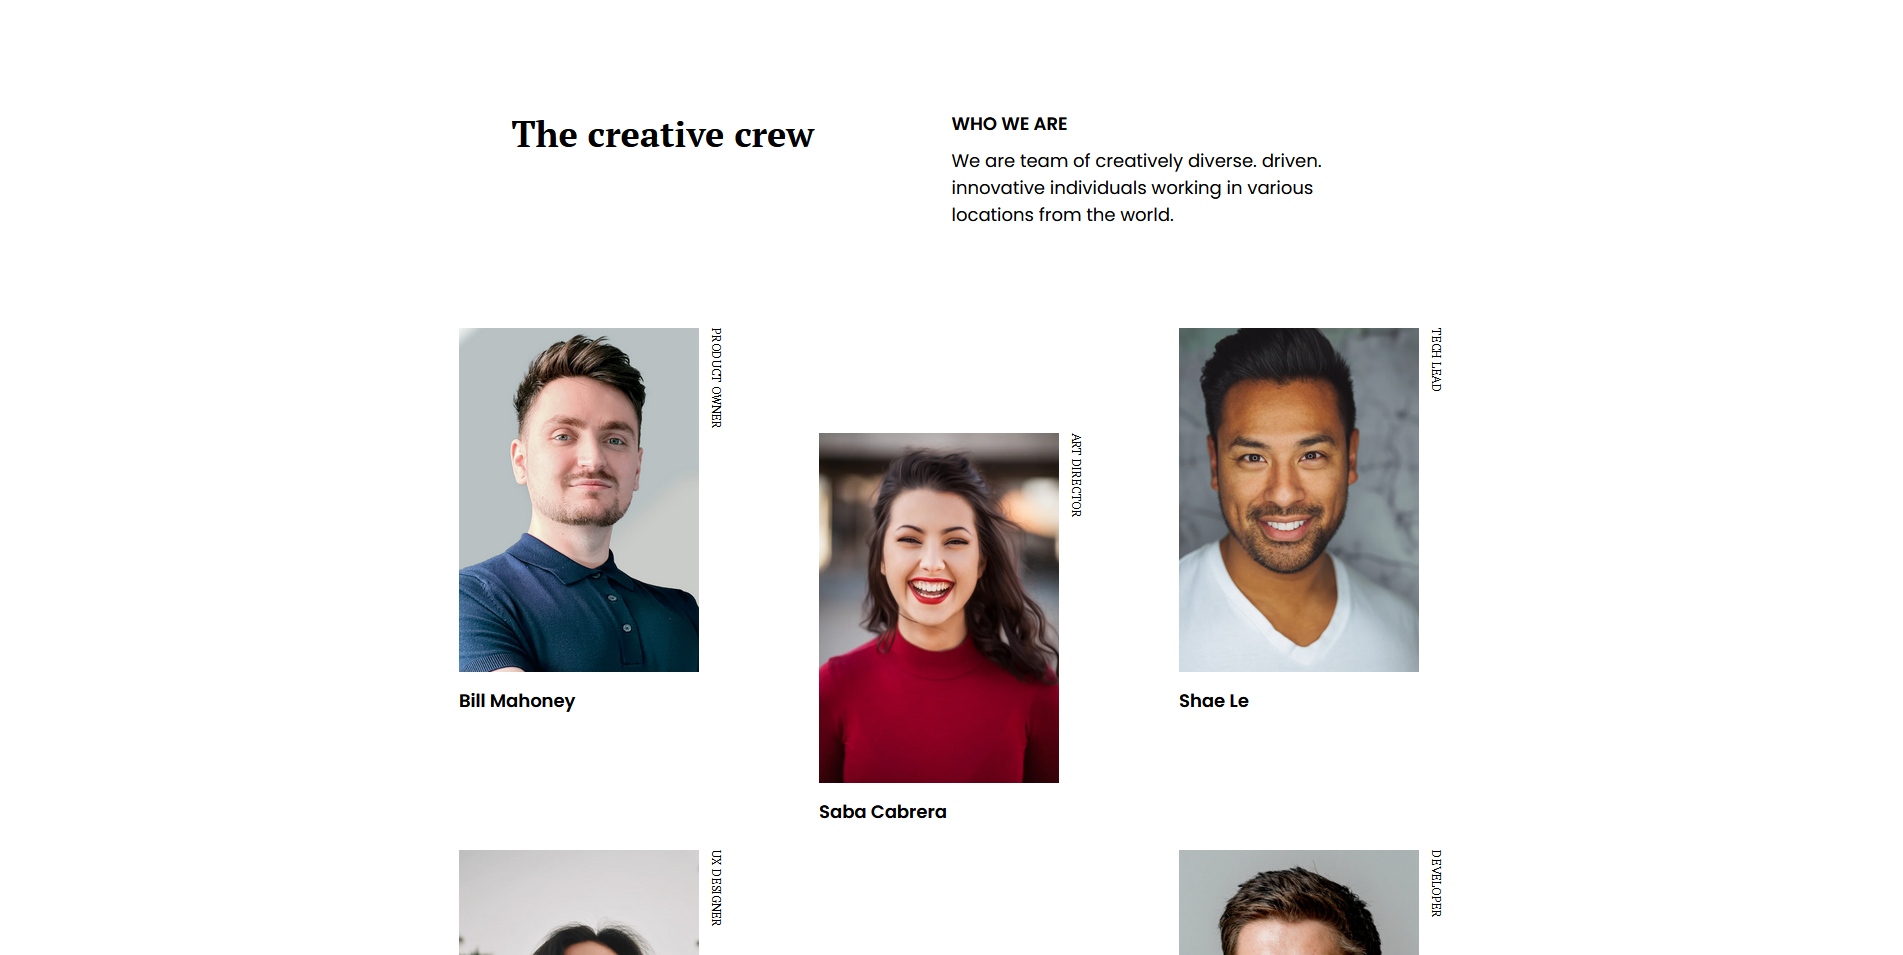 The creative crew
WHO WE ARE
We are team of creatively diverse. driven.
innovative individuals working in various
locations from the world.
PRODUCT OWNER
Bill Mahoney
ART DIRECTOR
Saba Cabrera
TECH LEAD
Shae Le
UX DESIGNER
DEVELOPER